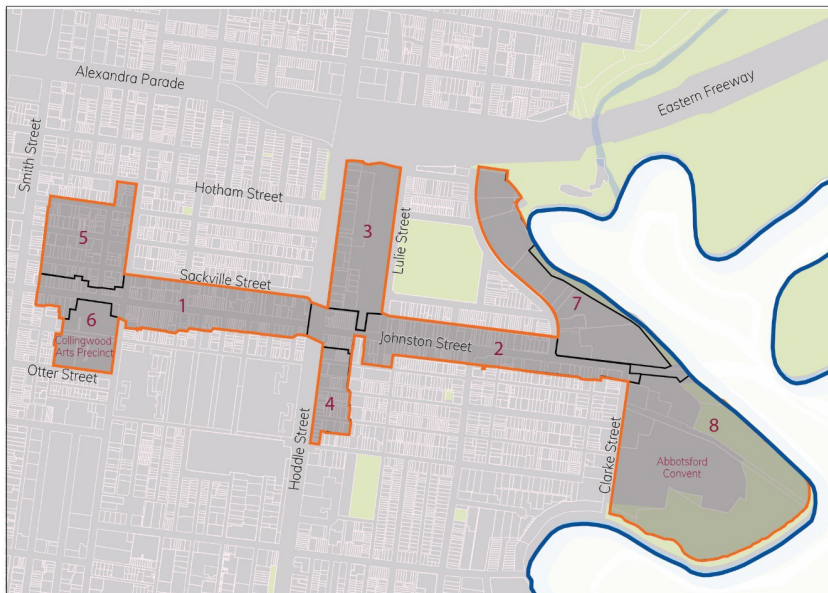 Alexandra Parade
Eastern Freeway
Smith Street
Hotham Street
5
3
Lulie Street
Sackville Street
1
7
6
Collingwood
Arts Precinct
Johnston Street
2
Otter Street
4
Hoddle Street
Clarke Street
8
Abbotsford
Convent